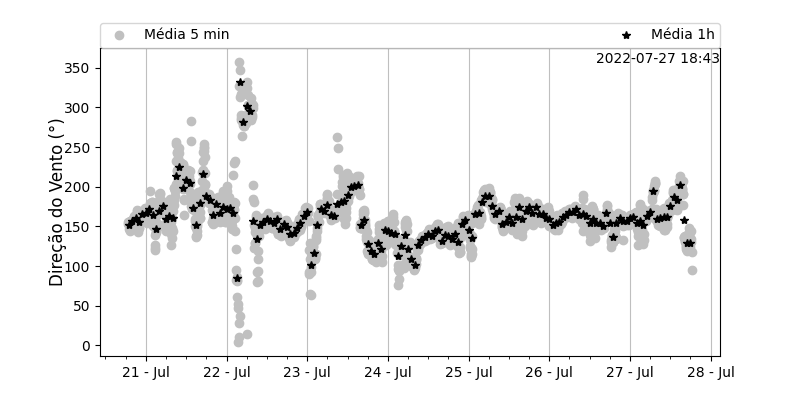 Média 5 min
Média 1h
2022-07-27 18:43
Direção do Vento (°)
350
300
250
200
150
100
50
0
21 - Jul
22 - Jul
23 - Jul
24 - Jul
25 - Jul
26 - Jul
27 - Jul
28 - Jul